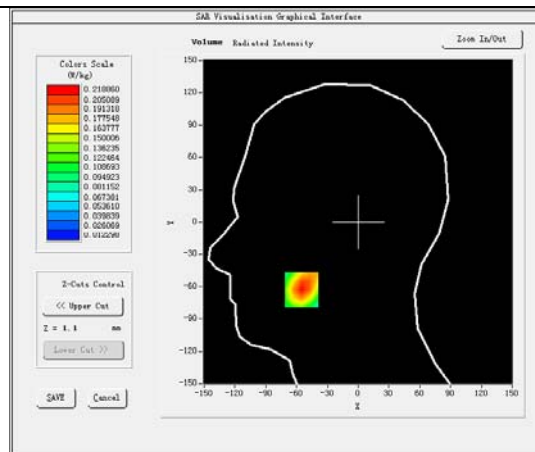 SAR Visualisation Graphical Interface
Volume Radiated Intensity
Zoom In/Out
Colors Scale
(W/kg)
0.218860
0.205089
0.191318
0.177548
0.163777
0.150006
0.136235
0.122464
0.108693
0.094923
0.081152
0.067381
0.053610
0.039839
0.026069
0.012298
Z-Cuts Control
<< Upper Cut
Z = 1.1 mm
Lower Cut >>
SAVE Cancel
150
120
90
60
30
Y 0
-30
-60
-90
-120
-150
-150 -120 -90 -60 -30 0 30 60 90 120 150
X